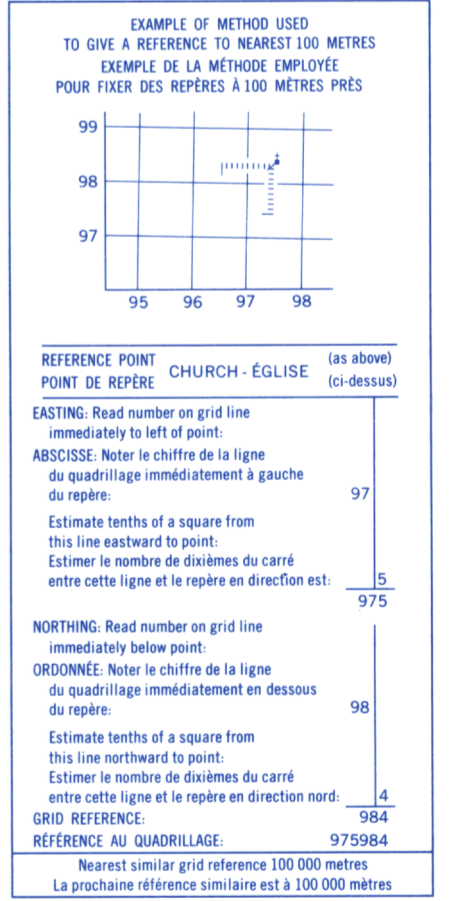 EXAMPLE OF METHOD USED
TO GIVE A REFERENCE TO NEAREST 100 METRES
EXEMPLE DE LA MÉTHODE EMPLOYÉE
POUR FIXER DES REPÈRES À 100 MÈTRES PRÈS
99
98
97
95 96 97 98
REFERENCE POINT
POINT DE REPÈRE
CHURCH - ÉGLISE
(as above)
(ci-dessus)
EASTING: Read number on grid line
immediately to left of point:
ABSCISSE: Noter le chiffre de la ligne
du quadrillage immédiatement à gauche
du repère: 97
Estimate tenths of a square from
this line eastward to point:
Estimer le nombre de dixièmes du carré
entre cette ligne et le repère en direction est: 5
975
NORTHING: Read number on grid line
immediately below point:
ORDONNÉE: Noter le chiffre de la ligne
du quadrillage immédiatement en dessous
du repère: 98
Estimate tenths of a square from
this line northward to point:
Estimer le nombre de dixièmes du carré
entre cette ligne et le repère en direction nord: 4
GRID REFERENCE: 984
RÉFÉRENCE AU QUADRILLAGE: 975984
Nearest similar grid reference 100 000 metres
La prochaine référence similaire est à 100 000 mètres